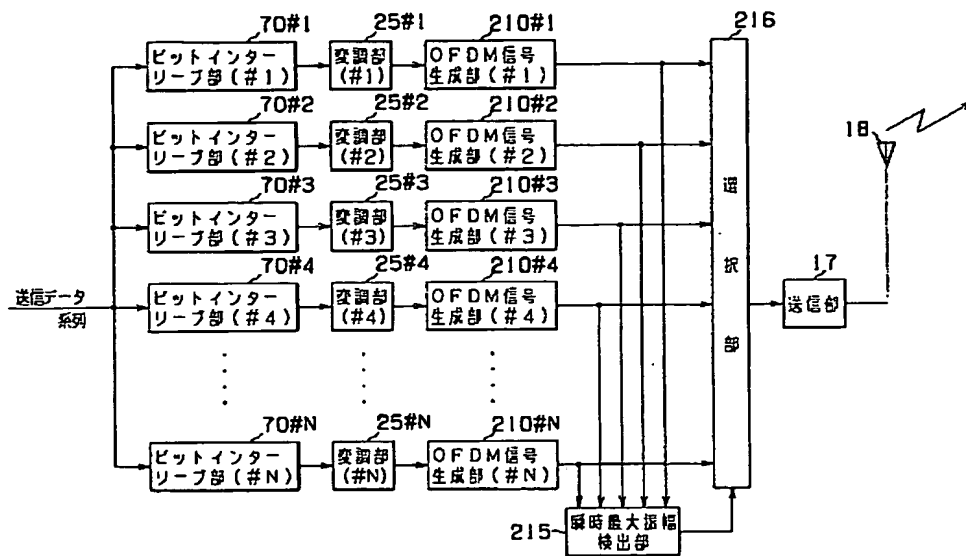 70#1
25#1
210#1
216
ビットインター
リーブ部(#1)
変調部
(#1)
OFDM信号
生成部(#1)
70#2
25#2
210#2
ビットインター
リーブ部(#2)
変調部
(#2)
OFDM信号
生成部(#2)
18
70#3
25#3
210#3
ビットインター
リーブ部(#3)
変調部
(#3)
OFDM信号
生成部(#3)
選択部
70#4
25#4
210#4
17
送信データ
系列
ビットインター
リーブ部(#4)
変調部
(#4)
OFDM信号
生成部(#4)
送信部
70#N
25#N
210#N
ビットインター
リーブ部(#N)
変調部
(#N)
OFDM信号
生成部(#N)
215
瞬時最大振幅
検出部